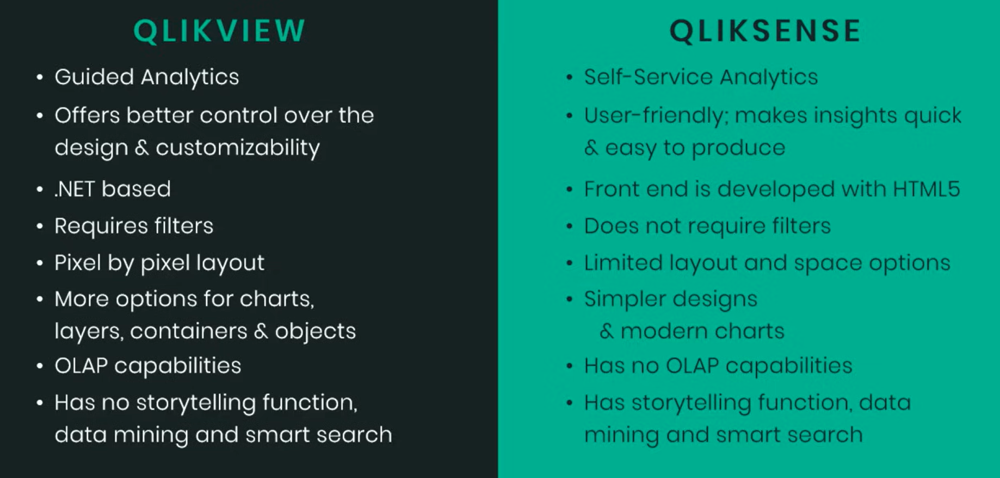 QLIKVIEW
• Guided Analytics
• Offers better control over the
design & customizability
• .NET based
• Requires filters
• Pixel by pixel layout
• More options for charts,
layers, containers & objects
• OLAP capabilities
• Has no storytelling function,
data mining and smart search
QLIKSENSE
• Self-Service Analytics
• User-friendly; makes insights quick
& easy to produce
• Front end is developed with HTML5
• Does not require filters
• Limited layout and space options
• Simpler designs
& modern charts
• Has no OLAP capabilities
• Has storytelling function, data
mining and smart search